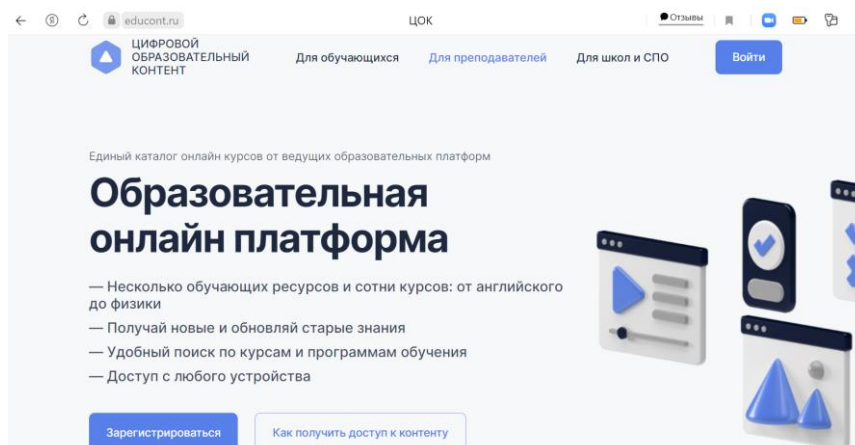 educont.ru
ЦОК
Отзывы
ЦИФРОВОЙ
ОБРАЗОВАТЕЛЬНЫЙ
КОНТЕНТ
Для обучающихся
Для преподавателей
Для школ и СПО
Войти
Единый каталог онлайн курсов от ведущих образовательных платформ
Образовательная
онлайн платформа
— Несколько обучающих ресурсов и сотни курсов: от английского
до физики
— Получай новые и обновляй старые знания
— Удобный поиск по курсам и программам обучения
— Доступ с любого устройства
Зарегистрироваться
Как получить доступ к контенту